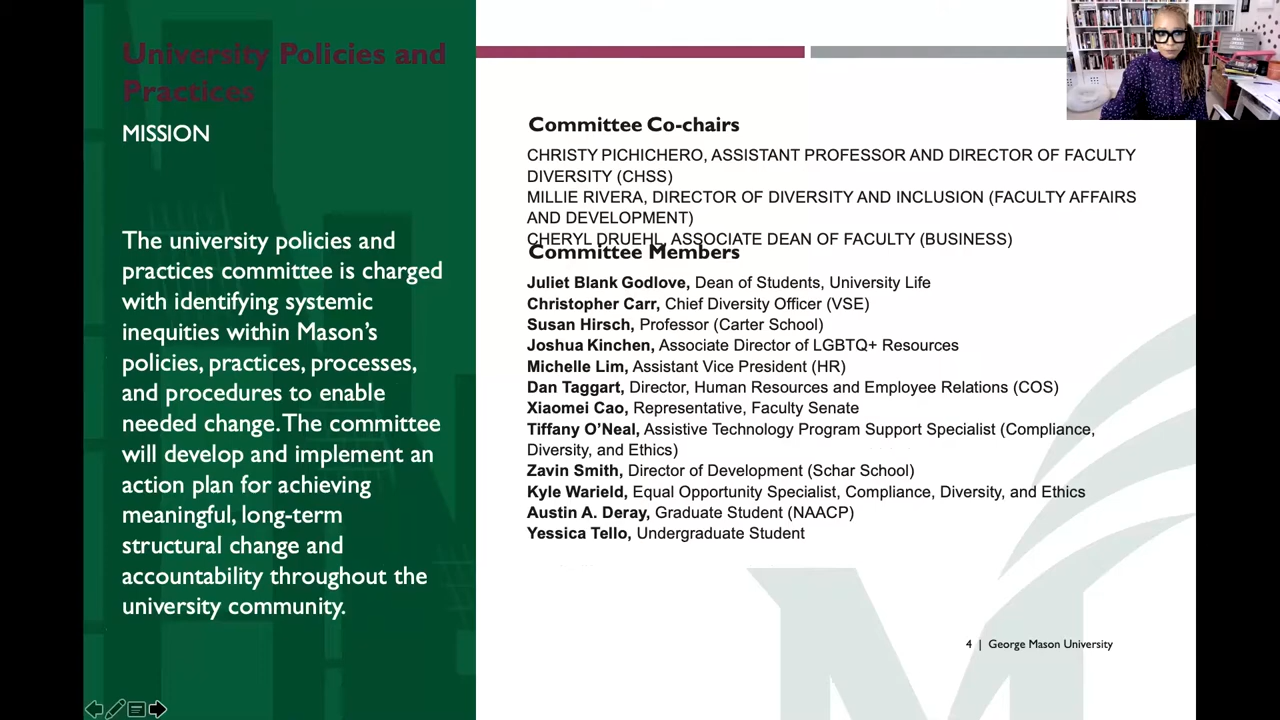 University Policies and
Practices
MISSION
The university policies and
practices committee is charged
with identifying systemic
inequities within Mason's
policies, practices, processes,
and procedures to enable
needed change. The committee
will develop and implement an
action plan for achieving
meaningful, long-term
structural change and
accountability throughout the
university community.
Committee Co-chairs
CHRISTY PICHICHERO, ASSISTANT PROFESSOR AND DIRECTOR OF FACULTY
DIVERSITY (CHSS)
MILLIE RIVERA, DIRECTOR OF DIVERSITY AND INCLUSION (FACULTY AFFAIRS
AND DEVELOPMENT)
CHERYL DRUEHL, ASSOCIATE DEAN OF FACULTY (BUSINESS)
Committee Members
Juliet Blank Godlove, Dean of Students, University Life
Christopher Carr, Chief Diversity Officer (VSE)
Susan Hirsch, Professor (Carter School)
Joshua Kinchen, Associate Director of LGBTQ+ Resources
Michelle Lim, Assistant Vice President (HR)
Dan Taggart, Director, Human Resources and Employee Relations (COS)
Xiaomei Cao, Representative, Faculty Senate
Tiffany O'Neal, Assistive Technology Program Support Specialist (Compliance,
Diversity, and Ethics)
Zavin Smith, Director of Development (Schar School)
Kyle Warield, Equal Opportunity Specialist, Compliance, Diversity, and Ethics
Austin A. Deray, Graduate Student (NAACP)
Yessica Tello, Undergraduate Student
4 | George Mason University